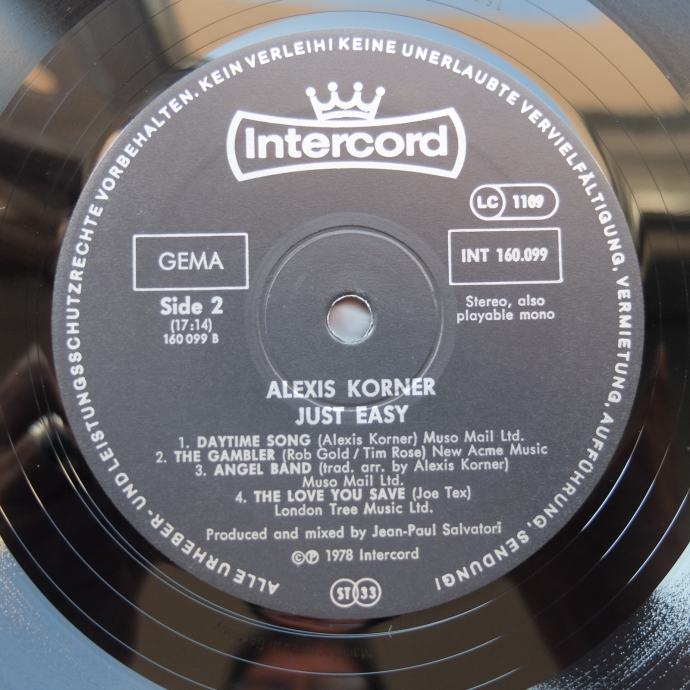 ALLE URHEBER- UND LEISTUNGSSCHUTZRECHTE VORBEHALTEN. KEIN VERLEIH! KEINE UNERLAUBTE VERVIELFÄLTIGUNG, VERMIETUNG, AUFFÜHRUNG, SENDUNG!
Intercord
LC 1109
GEMA
INT 160.099
Side 2
(17:14)
160 099 B
Stereo, also
playable mono
ALEXIS KORNER
JUST EASY
1. DAYTIME SONG (Alexis Korner) Muso Mail Ltd.
2. THE GAMBLER (Rob Gold / Tim Rose) New Acme Music
3. ANGEL BAND (trad. arr. by Alexis Korner)
Muso Mail Ltd.
4. THE LOVE YOU SAVE (Joe Tex)
London Tree Music Ltd.
Produced and mixed by Jean-Paul Salvatori
©℗ 1978 Intercord
ST 33